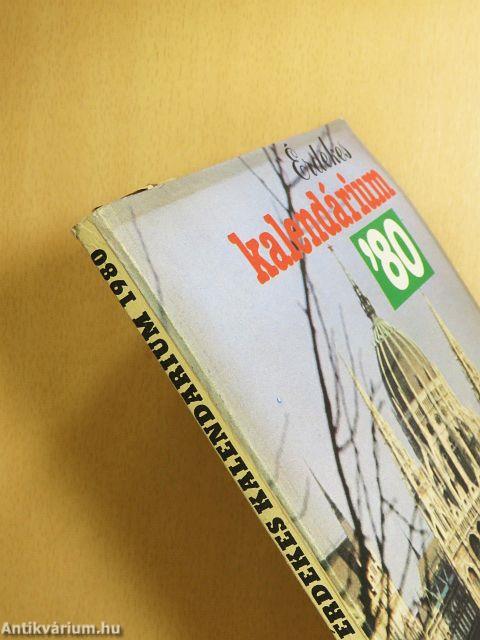 Érdekes
kalendárium
'80
ÉRDEKES KALENDÁRIUM 1980
Antikvárium.hu